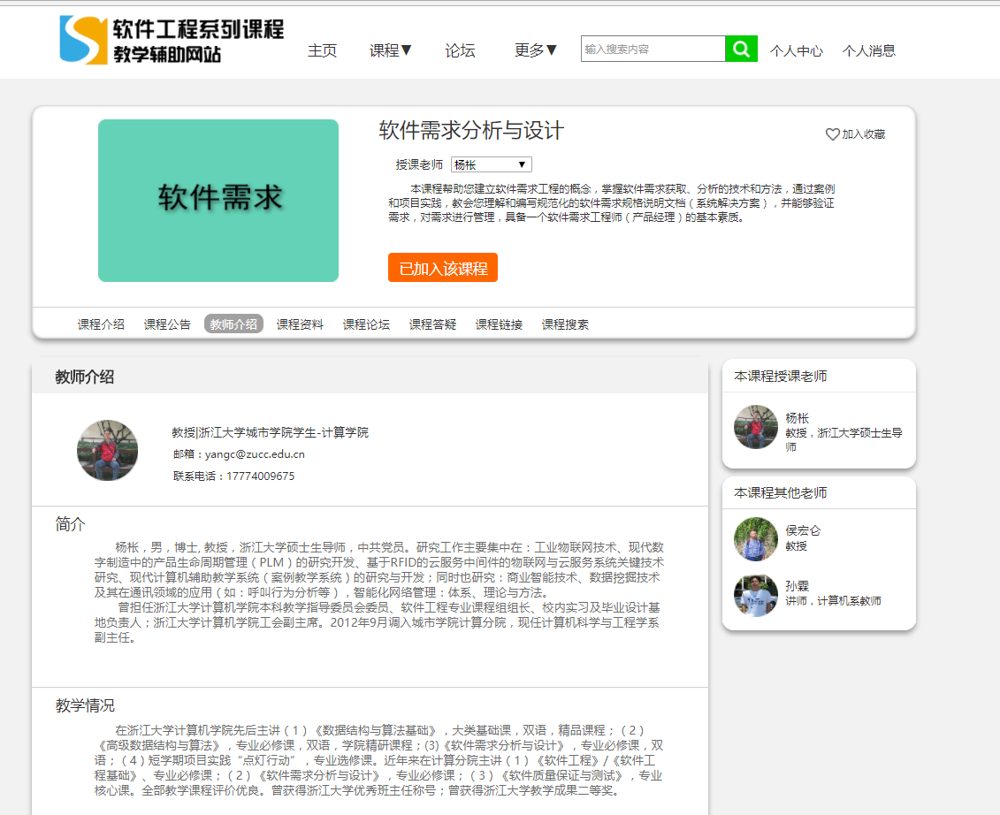 软件工程系列课程
教学辅助网站
主页 课程▼ 论坛 更多▼ 输入搜索内容 个人中心 个人消息
软件需求
软件需求分析与设计
加入收藏
授课老师 杨枨 ▼
本课程帮助您建立软件需求工程的概念，掌握软件需求获取、分析的技术和方法，通过案例
和项目实践，教会您理解和编写规范化的软件需求规格说明文档（系统解决方案），并能够验证
需求，对需求进行管理，具备一个软件需求工程师（产品经理）的基本素质。
已加入该课程
课程介绍 课程公告 教师介绍 课程资料 课程论坛 课程答疑 课程链接 课程搜索
教师介绍
教授|浙江大学城市学院学生-计算学院
邮箱：yangc@zucc.edu.cn
联系电话：17774009675
简介
杨枨，男，博士, 教授，浙江大学硕士生导师，中共党员。研究工作主要集中在：工业物联网技术、现代数
字制造中的产品生命周期管理（PLM）的研究开发、基于RFID的云服务中间件的物联网与云服务系统关键技术
研究、现代计算机辅助教学系统（案例教学系统）的研究与开发；同时也研究：商业智能技术、数据挖掘技术
及其在通讯领域的应用（如：呼叫行为分析等），智能化网络管理：体系、理论与方法。
曾担任浙江大学计算机学院本科教学指导委员会委员、软件工程专业课程组组长、校内实习及毕业设计基
地负责人；浙江大学计算机学院工会副主席。2012年9月调入城市学院计算分院，现任计算机科学与工程学系
副主任。
教学情况
在浙江大学计算机学院先后主讲（1）《数据结构与算法基础》，大类基础课，双语，精品课程；（2）
《高级数据结构与算法》，专业必修课，双语，学院精研课程；(3)《软件需求分析与设计》，专业必修课，双
语；（4）短学期项目实践“点灯行动”，专业选修课。近年来在计算分院主讲（1）《软件工程》/《软件工
程基础》、专业必修课；（2）《软件需求分析与设计》，专业必修课；（3）《软件质量保证与测试》，专业
核心课。全部教学课程评价优良。曾获得浙江大学优秀班主任称号；曾获得浙江大学教学成果二等奖。
本课程授课老师
杨枨
教授，浙江大学硕士生导
师
本课程其他老师
侯宏仑
教授
孙霖
讲师，计算机系教师